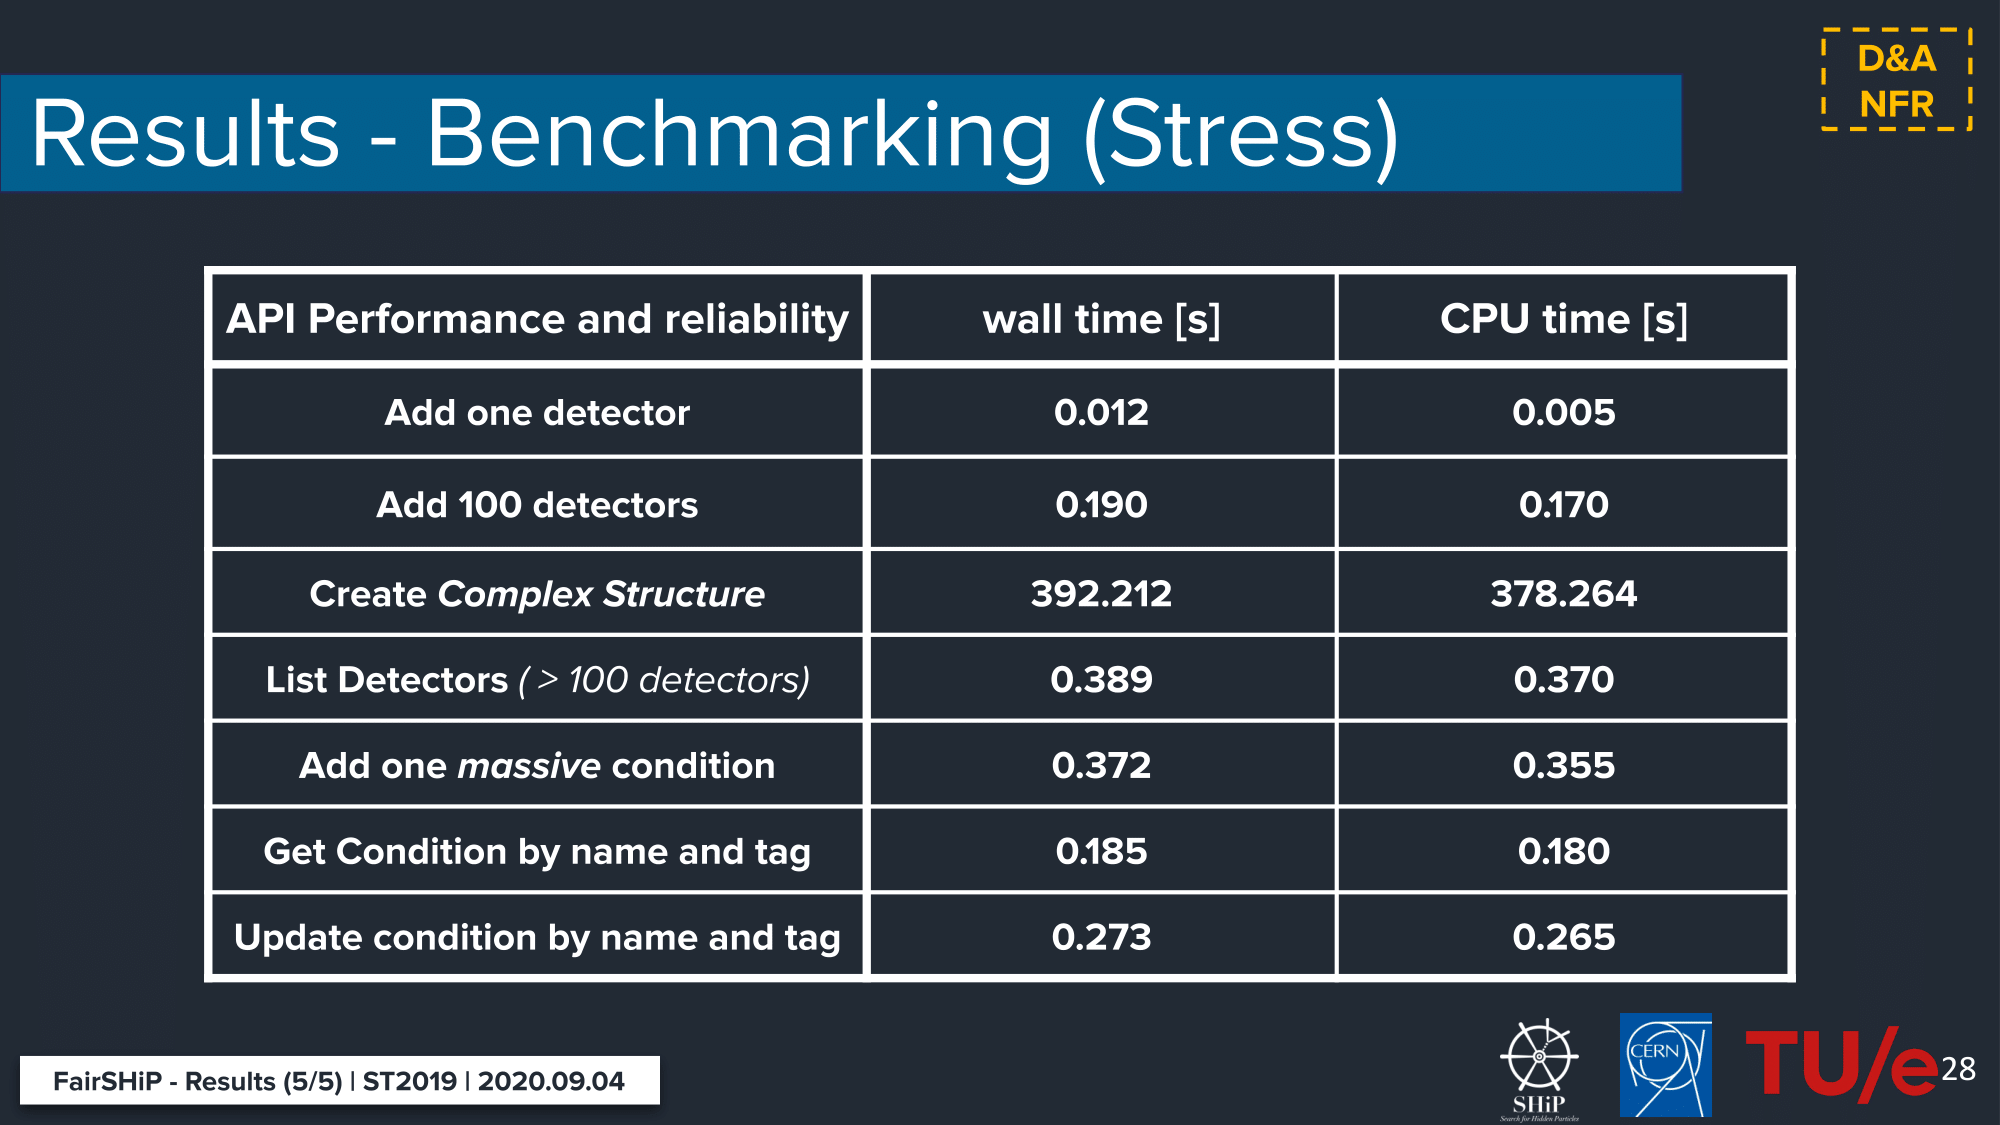 D&A
NFR
Results - Benchmarking (Stress)
API Performance and reliability wall time [s] CPU time [s]
Add one detector 0.012 0.005
Add 100 detectors 0.190 0.170
Create Complex Structure 392.212 378.264
List Detectors ( > 100 detectors) 0.389 0.370
Add one massive condition 0.372 0.355
Get Condition by name and tag 0.185 0.180
Update condition by name and tag 0.273 0.265
FairSHiP - Results (5/5) | ST2019 | 2020.09.04
SHiP
Search for Hidden Particles
CERN
TU/e
28